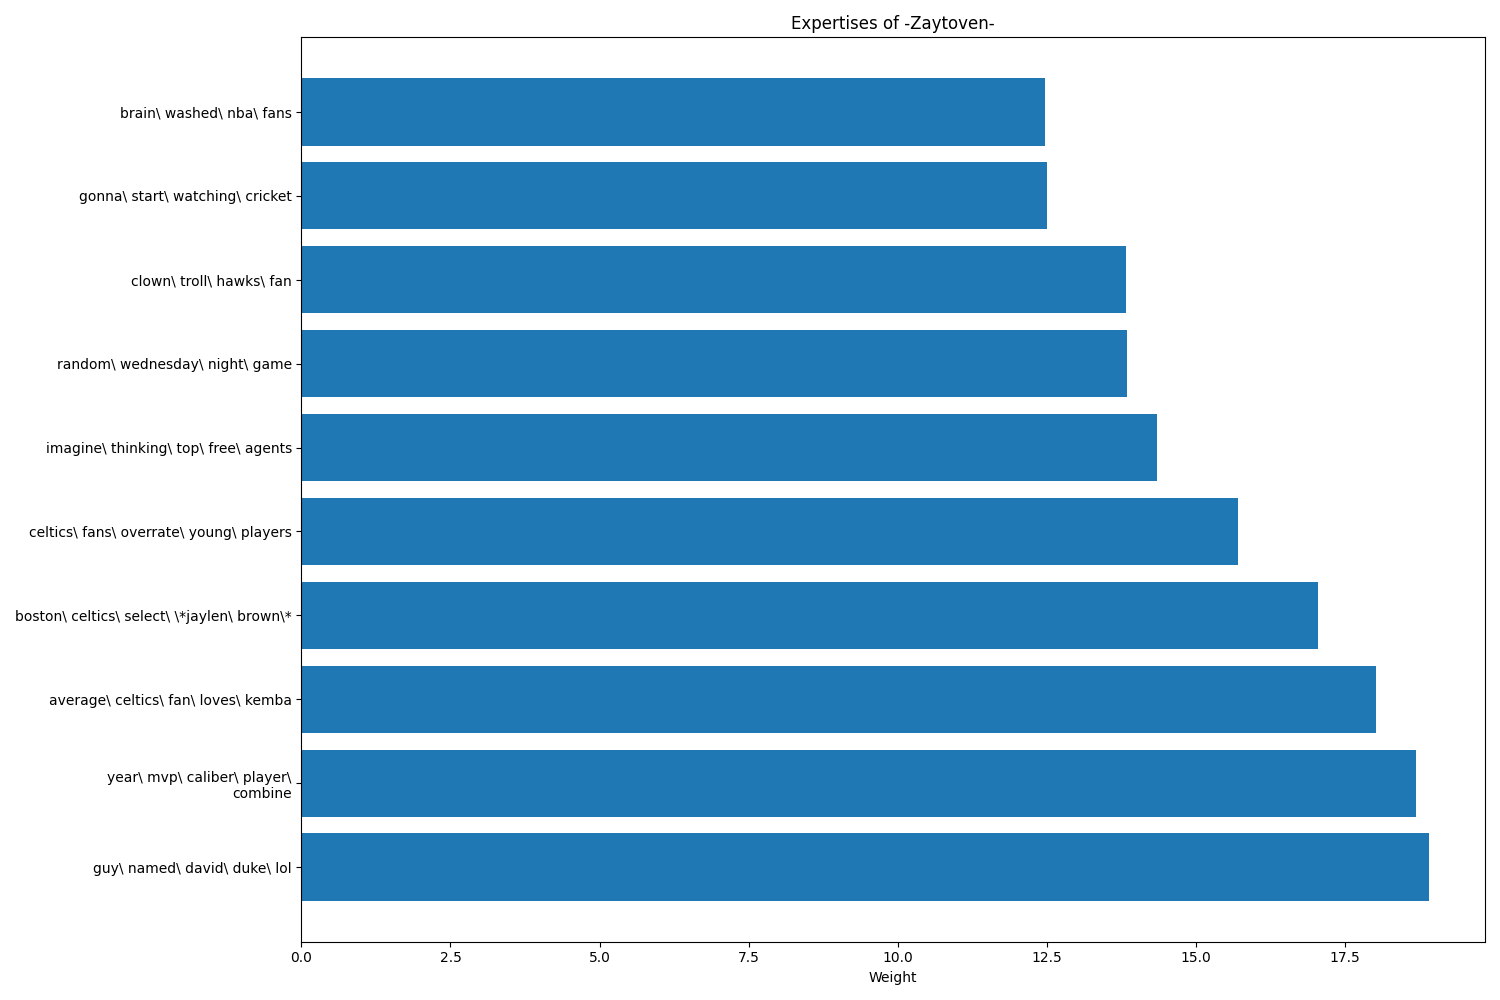 Expertises of -Zaytoven-
brain\ washed\ nba\ fans
gonna\ start\ watching\ cricket
clown\ troll\ hawks\ fan
random\ wednesday\ night\ game
imagine\ thinking\ top\ free\ agents
celtics\ fans\ overrate\ young\ players
boston\ celtics\ select\ \*jaylen\ brown\*
average\ celtics\ fan\ loves\ kemba
year\ mvp\ caliber\ player\
combine
guy\ named\ david\ duke\ lol
0.0 2.5 5.0 7.5 10.0 12.5 15.0 17.5
Weight